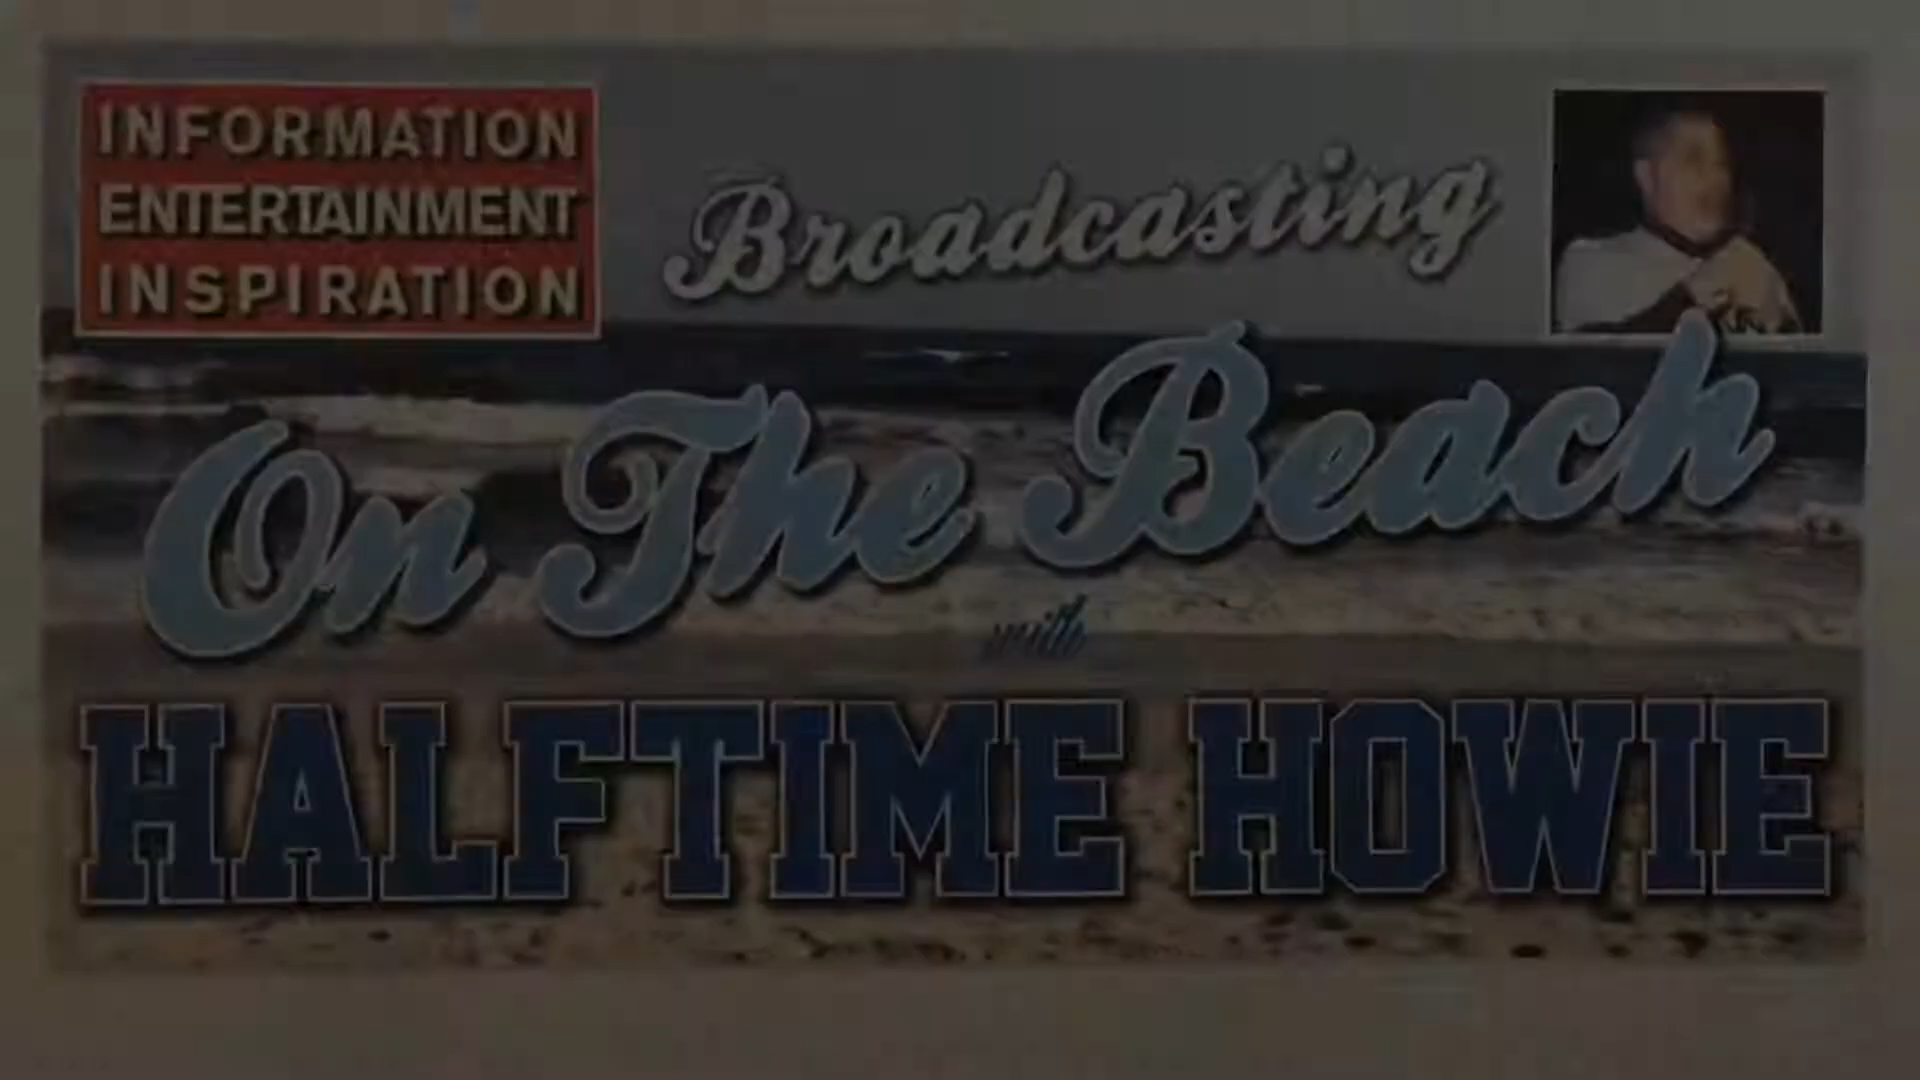 INFORMATION
ENTERTAINMENT
INSPIRATION
Broadcasting
On The Beach
with
HALFTIME HOWIE